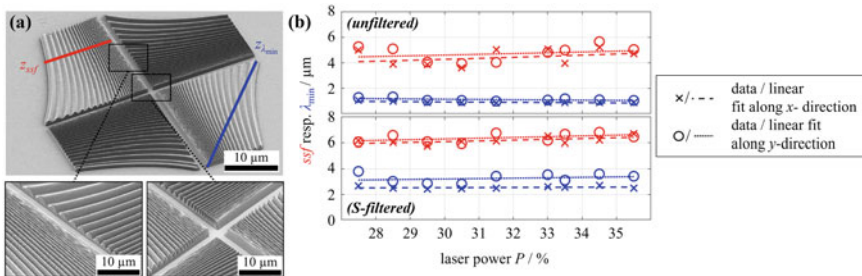 (a)
z_ssf
z_λmin
10 µm
10 µm
10 µm
(b)
ssf resp. λmin/ µm
8
6
4
2
0
(unfiltered)
8
6
4
2
0
(S-filtered)
28 29 30 31 32 33 34 35
laser power P / %
×/- - data / linear
fit along x- direction
○/······ data / linear fit
along y-direction